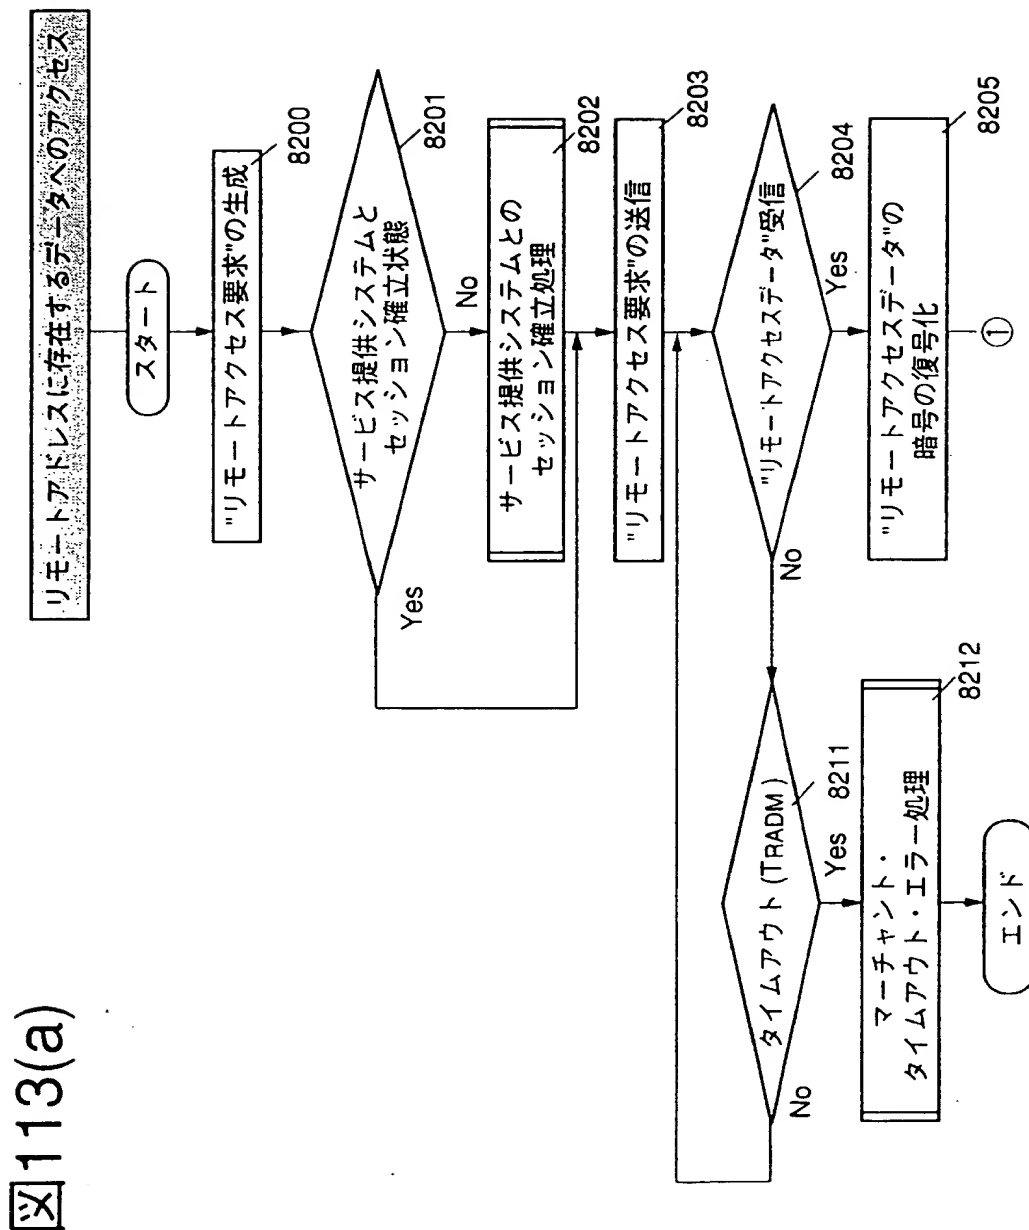 図113(a)
リモートアドレスに存在するデータへのアクセス
スタート
"リモートアクセス要求"の生成
8200
サービス提供システムと
セッション確立状態
8201
Yes
No
サービス提供システムとの
セッション確立処理
8202
"リモートアクセス要求"の送信
8203
"リモートアクセスデータ"受信
8204
No
Yes
"リモートアクセスデータ"の
暗号の復号化
8205
①
タイムアウト(TRADM)
8211
No
Yes
マーチャント・
タイムアウト・エラー処理
8212
エンド